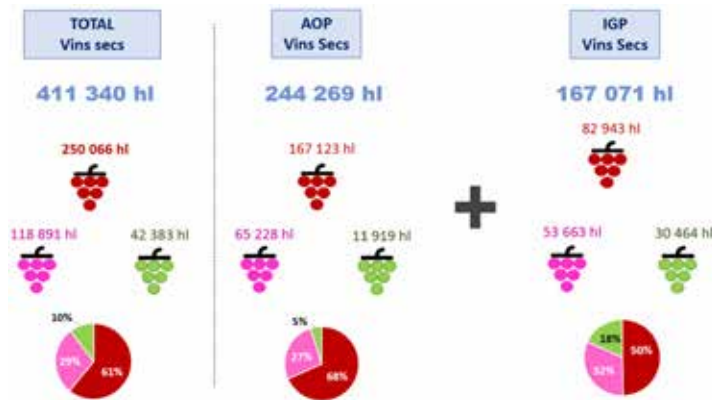 TOTAL
Vins secs
411 340 hl
250 066 hl
118 891 hl
42 383 hl
10%
29%
61%
AOP
Vins Secs
244 269 hl
167 123 hl
65 228 hl
11 919 hl
5%
27%
68%
IGP
Vins Secs
167 071 hl
82 943 hl
53 663 hl
30 464 hl
18%
50%
32%